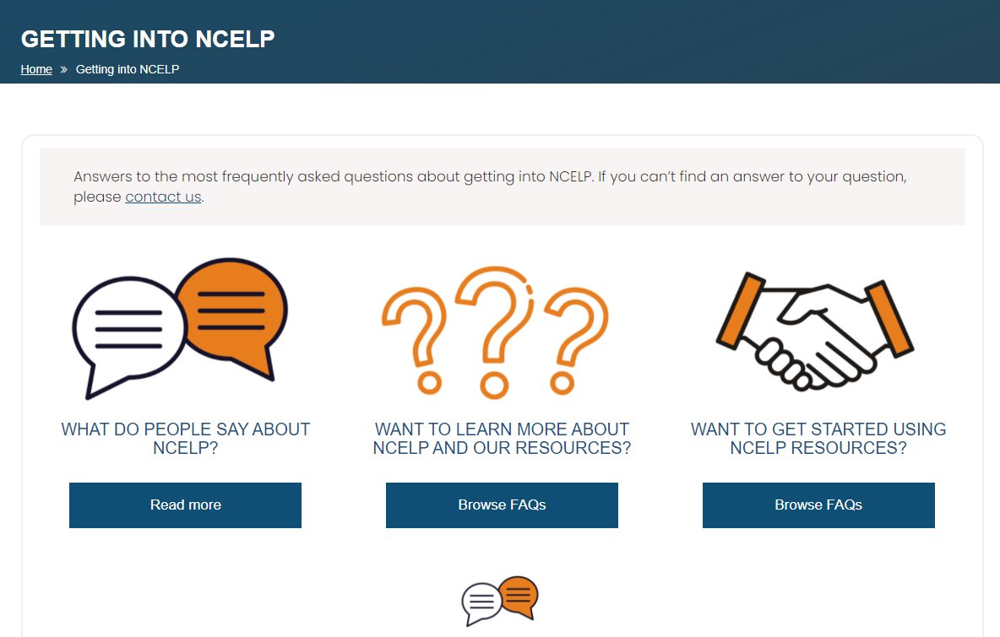 GETTING INTO NCELP
Home » Getting into NCELP
Answers to the most frequently asked questions about getting into NCELP. If you can’t find an answer to your question,
please contact us.
WHAT DO PEOPLE SAY ABOUT
NCELP?
Read more
WANT TO LEARN MORE ABOUT
NCELP AND OUR RESOURCES?
Browse FAQs
WANT TO GET STARTED USING
NCELP RESOURCES?
Browse FAQs